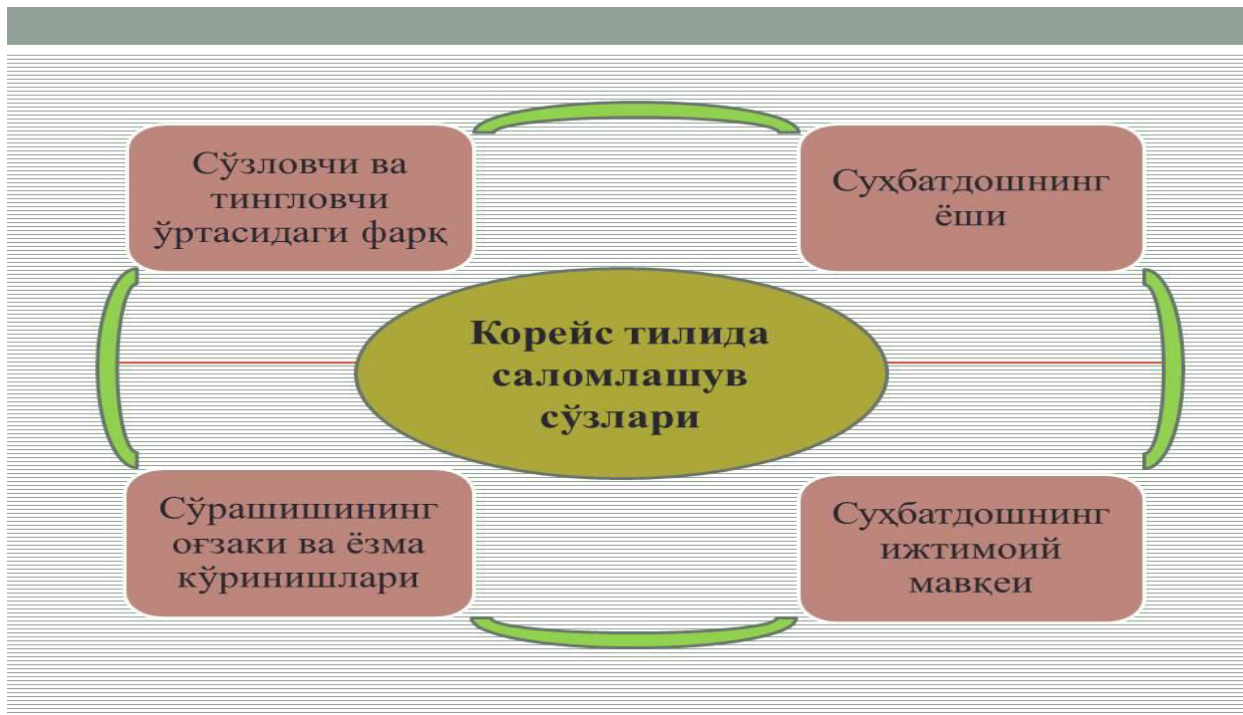 Сўзловчи ва
тингловчи
ўртасидаги фарқ
Суҳбатдошнинг
ёши
Корейс тилида
саломлашув
сўзлари
Сўрашишининг
оғзаки ва ёзма
кўринишлари
Суҳбатдошнинг
ижтимоий
мавқеи